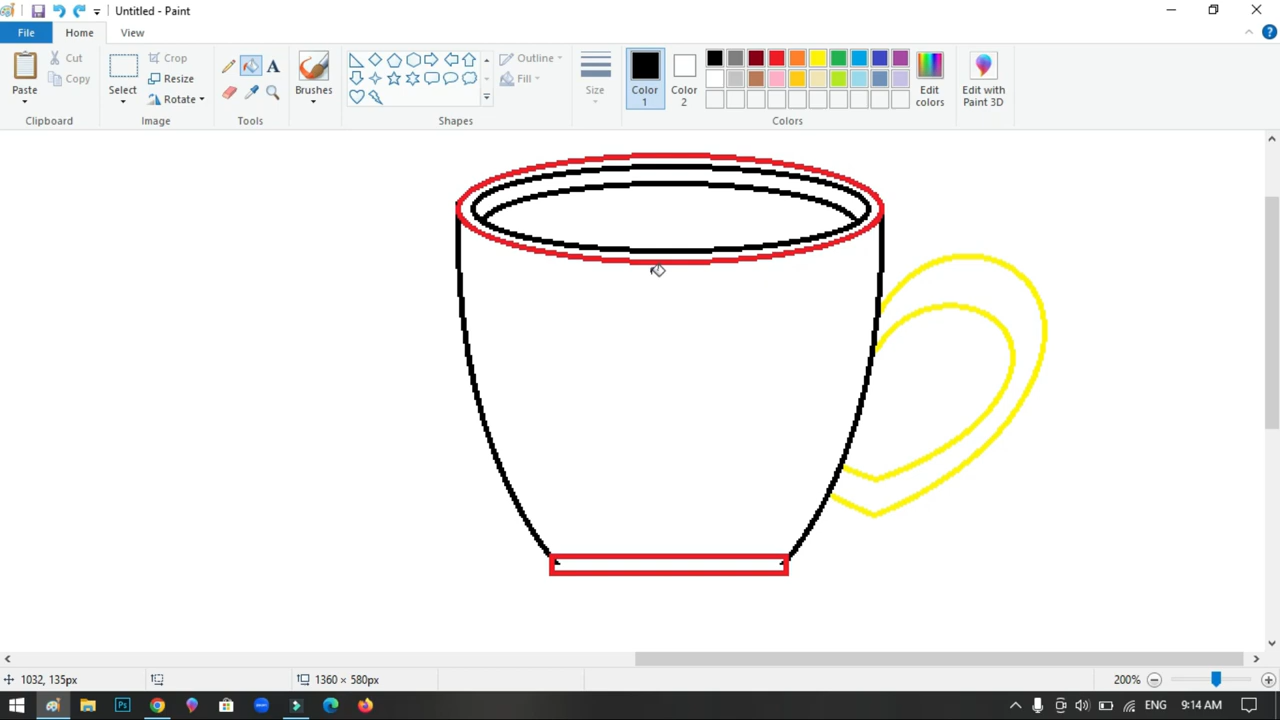 Untitled - Paint
File Home View
Paste
Cut
Copy
Clipboard
Select
Crop
Resize
Rotate
Image
A
Tools
Brushes
Shapes
Outline
Fill
Size
Color 1
Color 2
Edit colors
Colors
Edit with Paint 3D
1032, 135px
1360 × 580px
200%
Ps
ENG
9:14 AM